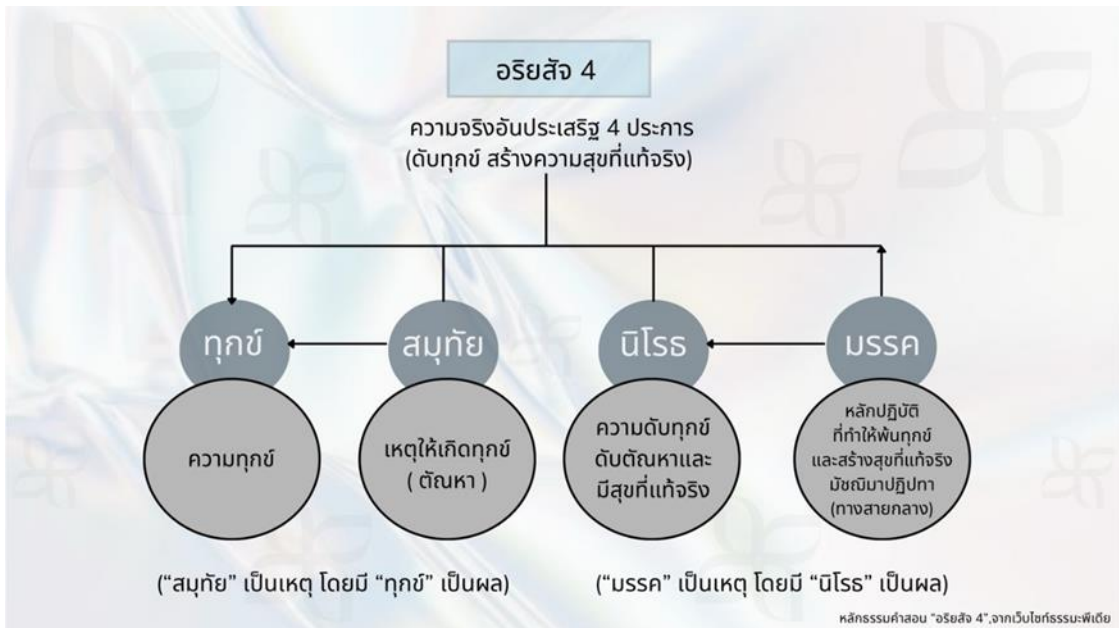 อริยสัจ 4
ความจริงอันประเสริฐ 4 ประการ
(ดับทุกข์ สร้างความสุขที่แท้จริง)
ทุกข์
สมุทัย
นิโรธ
มรรค
ความทุกข์
เหตุให้เกิดทุกข์
( ตัณหา )
ความดับทุกข์
ดับตัณหาและ
มีสุขที่แท้จริง
หลักปฏิบัติ
ที่ทำให้พ้นทุกข์
และสร้างสุขที่แท้จริง
มัชฌิมาปฏิปทา
(ทางสายกลาง)
(“สมุทัย” เป็นเหตุ โดยมี “ทุกข์” เป็นผล)
(“มรรค” เป็นเหตุ โดยมี “นิโรธ” เป็นผล)
หลักธรรมคำสอน "อริยสัจ 4",จากเว็บไซท์ธรรมะพีเดีย